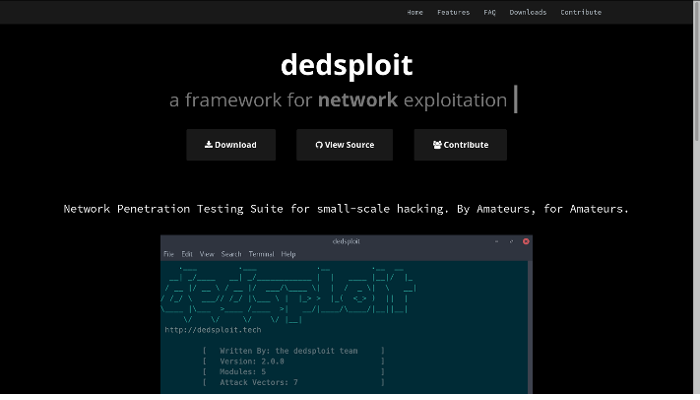 Home Features FAQ Downloads Contribute
dedsploit
a framework for network exploitation
Download View Source Contribute
Network Penetration Testing Suite for small-scale hacking. By Amateurs, for Amateurs.
dedsploit
File Edit View Search Terminal Help
dedsploit
http://dedsploit.tech
[ Written By: the dedsploit team ]
[ Version: 2.0.0 ]
[ Modules: 5 ]
[ Attack Vectors: 7 ]